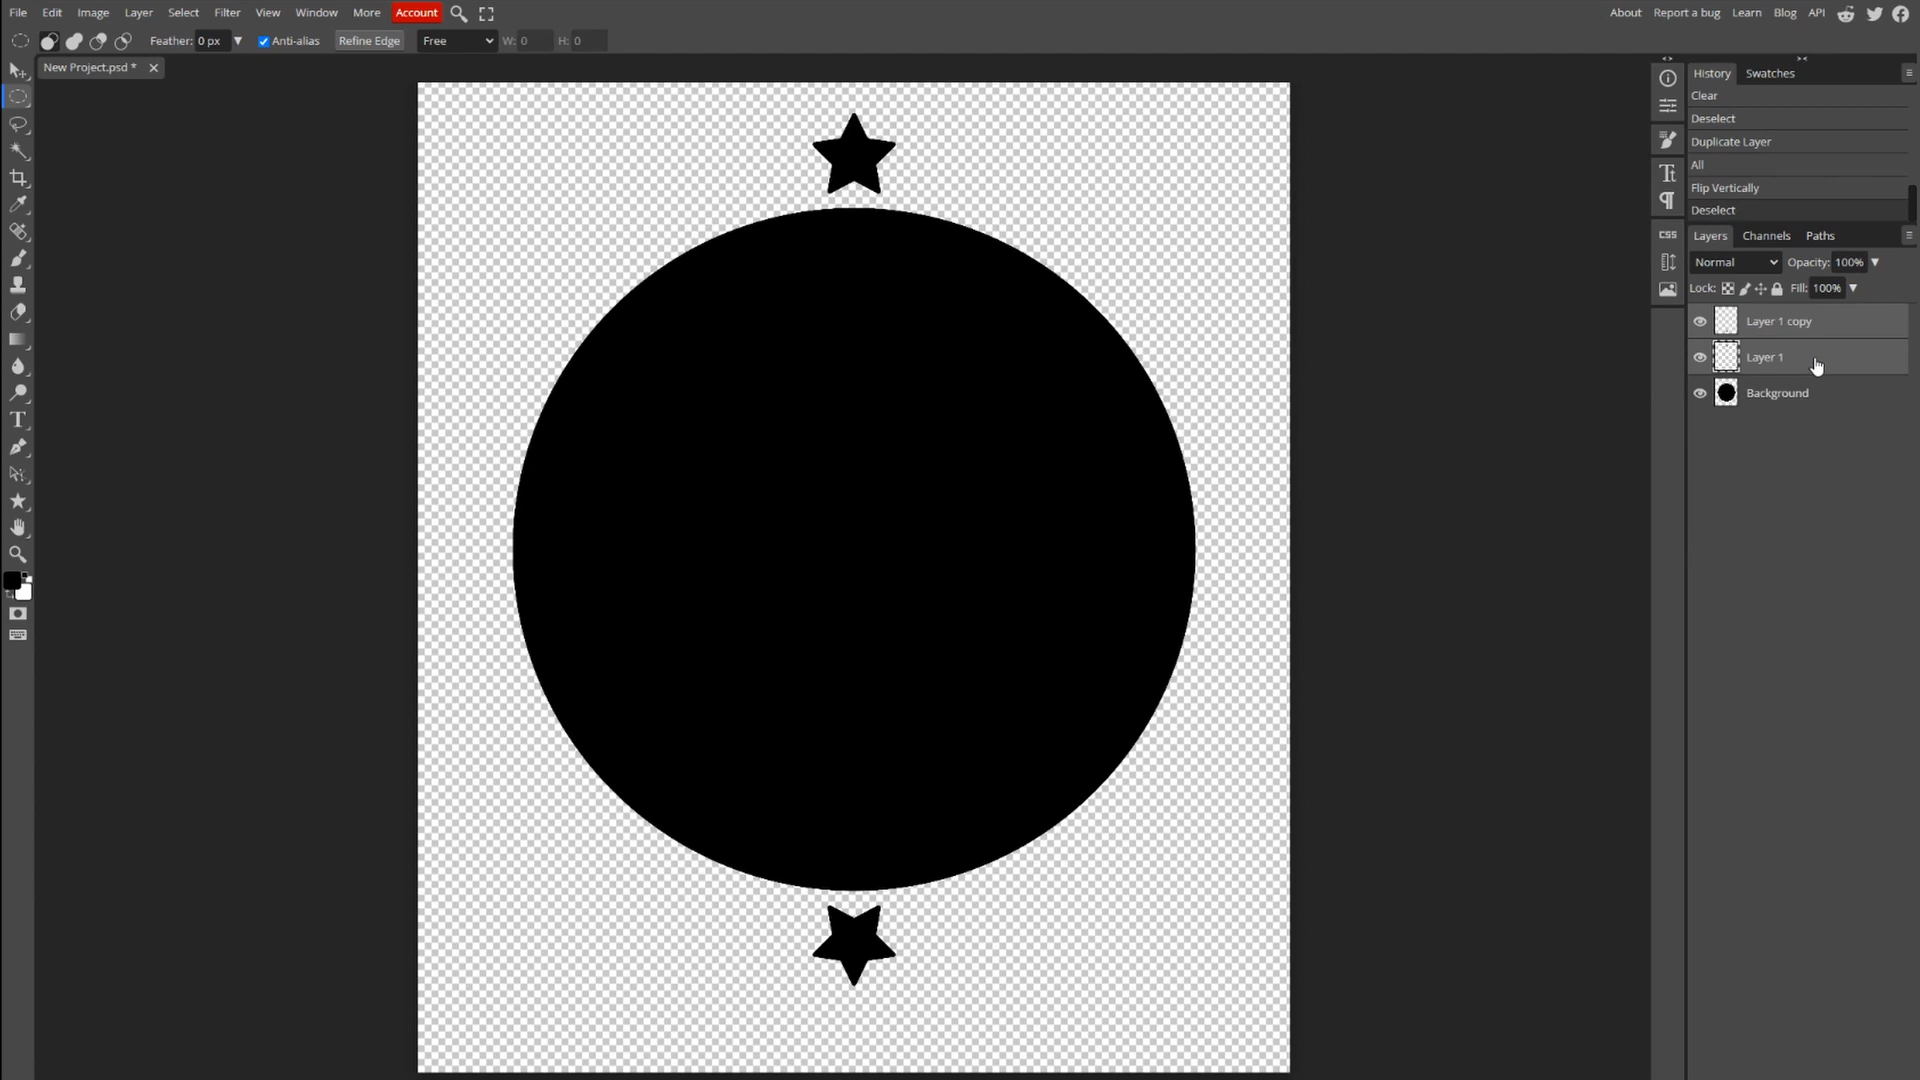 File Edit Image Layer Select Filter View Window More Account About Report a bug Learn Blog API
Feather: 0 px Anti-alias Refine Edge Free W: 0 H: 0
New Project.psd *
History Swatches
Clear
Deselect
Duplicate Layer
All
Flip Vertically
Deselect
CSS
Layers Channels Paths
Normal Opacity: 100%
Lock: Fill: 100%
Layer 1 copy
Layer 1
Background